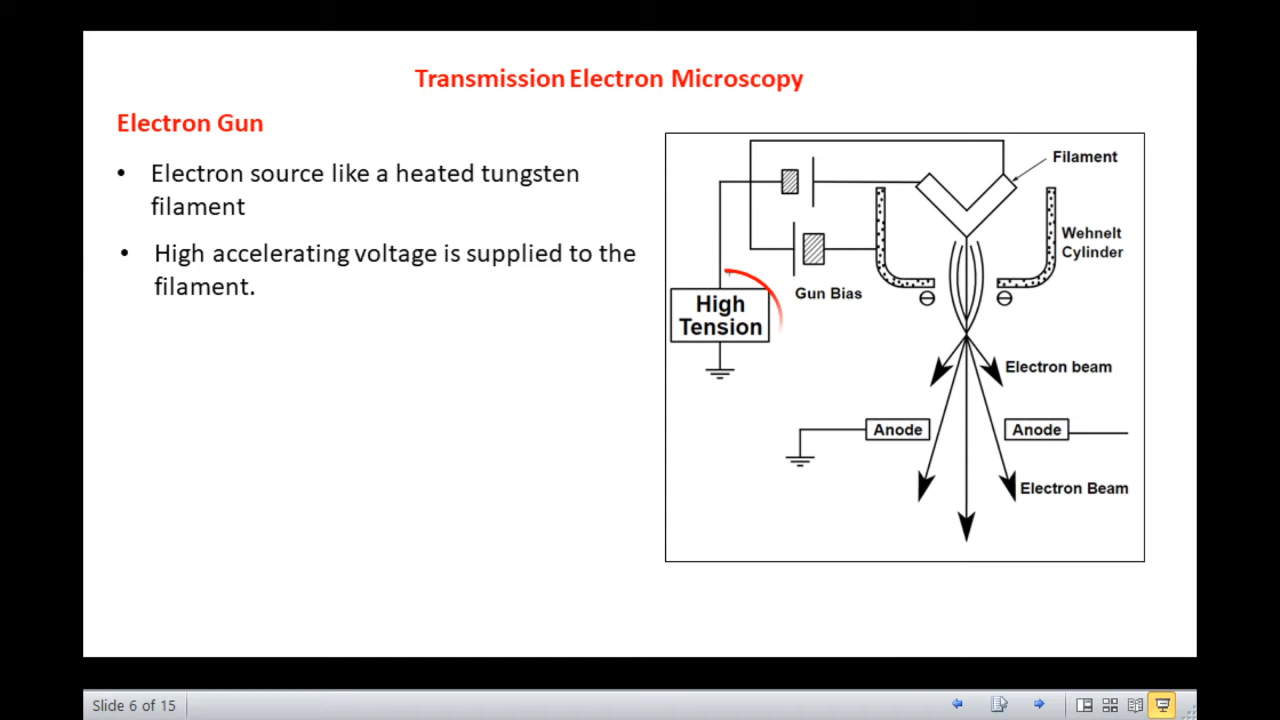 Transmission Electron Microscopy
Electron Gun
• Electron source like a heated tungsten
filament
• High accelerating voltage is supplied to the
filament.
Filament
Wehnelt
Cylinder
Gun Bias
High
Tension
Electron beam
Anode
Anode
Electron Beam
Slide 6 of 15